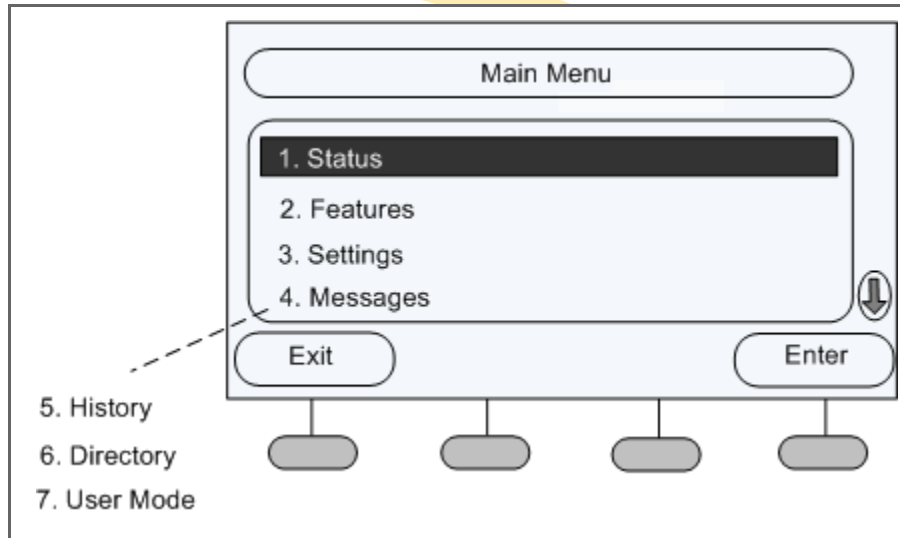 Main Menu
1. Status
2. Features
3. Settings
4. Messages
Exit
Enter
5. History
6. Directory
7. User Mode